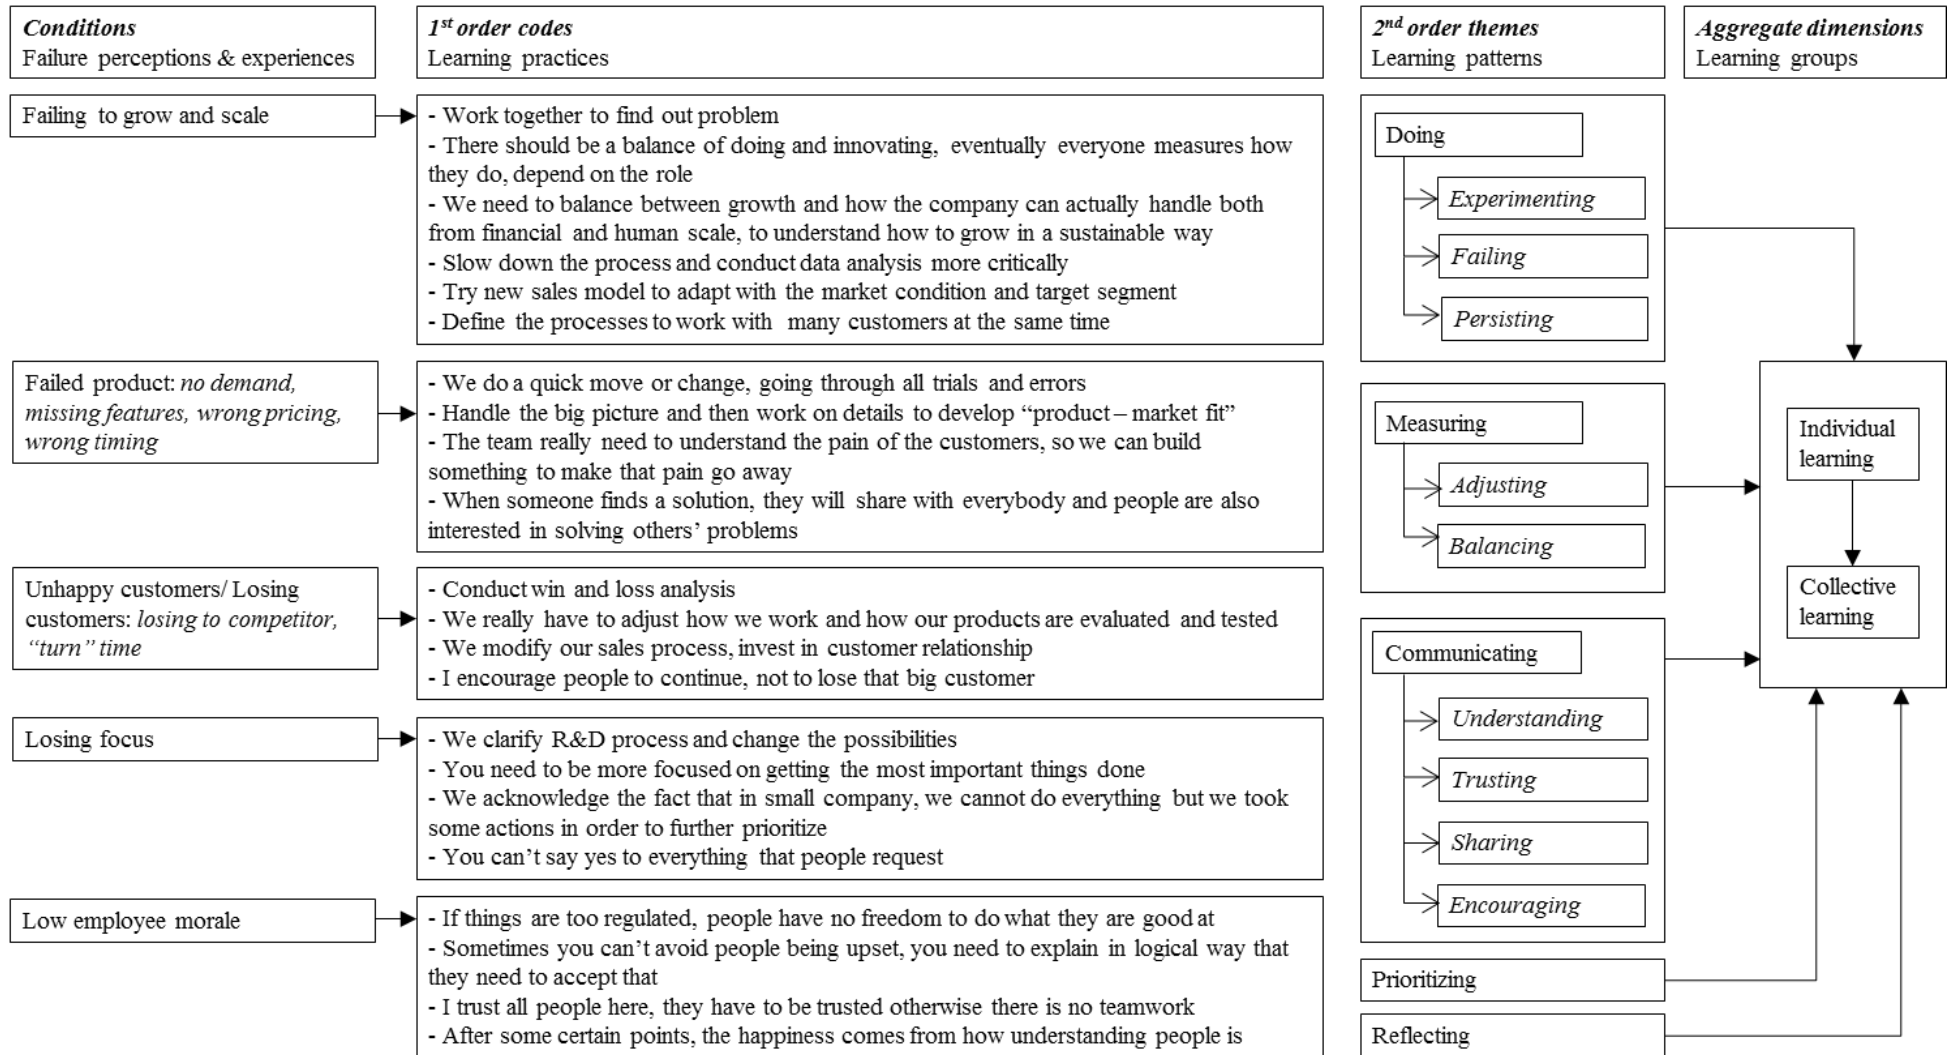 Conditions
Failure perceptions & experiences
1st order codes
Learning practices
2nd order themes
Learning patterns
Aggregate dimensions
Learning groups
Failing to grow and scale
- Work together to find out problem
- There should be a balance of doing and innovating, eventually everyone measures how
they do, depend on the role
- We need to balance between growth and how the company can actually handle both
from financial and human scale, to understand how to grow in a sustainable way
- Slow down the process and conduct data analysis more critically
- Try new sales model to adapt with the market condition and target segment
- Define the processes to work with many customers at the same time
Failed product: no demand,
missing features, wrong pricing,
wrong timing
- We do a quick move or change, going through all trials and errors
- Handle the big picture and then work on details to develop “product – market fit”
- The team really need to understand the pain of the customers, so we can build
something to make that pain go away
- When someone finds a solution, they will share with everybody and people are also
interested in solving others’ problems
Unhappy customers/ Losing
customers: losing to competitor,
“turn” time
- Conduct win and loss analysis
- We really have to adjust how we work and how our products are evaluated and tested
- We modify our sales process, invest in customer relationship
- I encourage people to continue, not to lose that big customer
Losing focus
- We clarify R&D process and change the possibilities
- You need to be more focused on getting the most important things done
- We acknowledge the fact that in small company, we cannot do everything but we took
some actions in order to further prioritize
- You can’t say yes to everything that people request
Low employee morale
- If things are too regulated, people have no freedom to do what they are good at
- Sometimes you can’t avoid people being upset, you need to explain in logical way that
they need to accept that
- I trust all people here, they have to be trusted otherwise there is no teamwork
- After some certain points, the happiness comes from how understanding people is
Doing
Experimenting
Failing
Persisting
Measuring
Adjusting
Balancing
Communicating
Understanding
Trusting
Sharing
Encouraging
Prioritizing
Reflecting
Individual
learning
Collective
learning